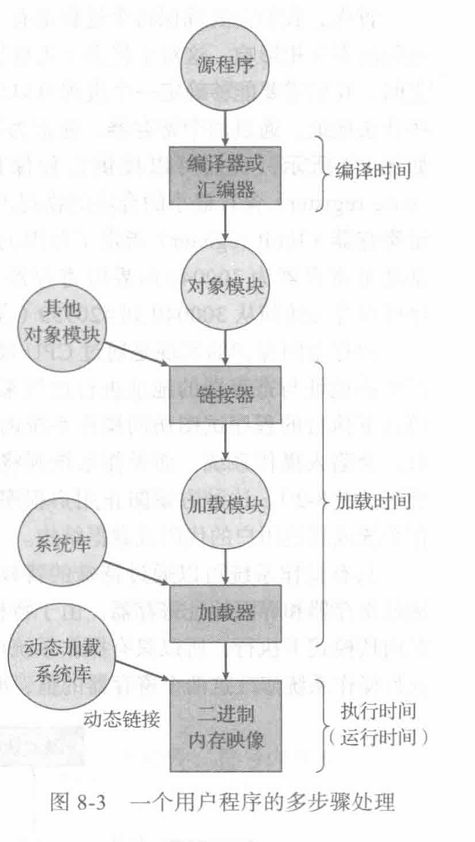 源程序
编译器或
汇编器
编译时间
对象模块
其他
对象模块
链接器
加载模块
加载时间
系统库
加载器
动态加载
系统库
动态链接
二进制
内存映像
执行时间
（运行时间）
图 8-3 一个用户程序的多步骤处理